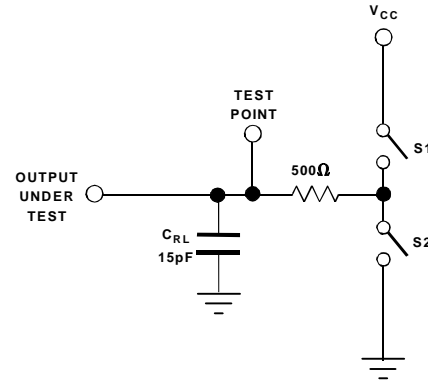 VCC
TEST
POINT
S1
500Ω
OUTPUT
UNDER
TEST
CRL
15pF
S2